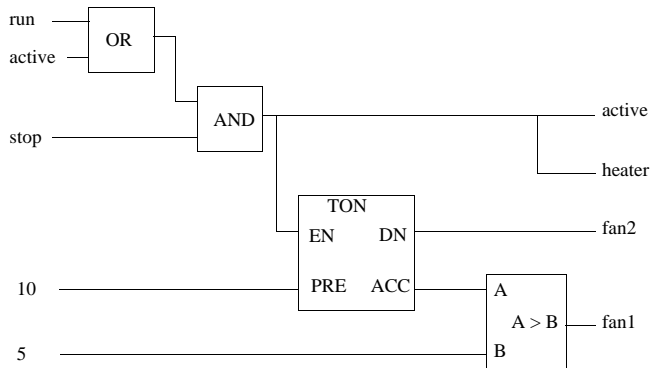 run
OR
active
AND
active
stop
heater
TON
EN DN
fan2
10
PRE ACC
A
A > B
fan1
5
B